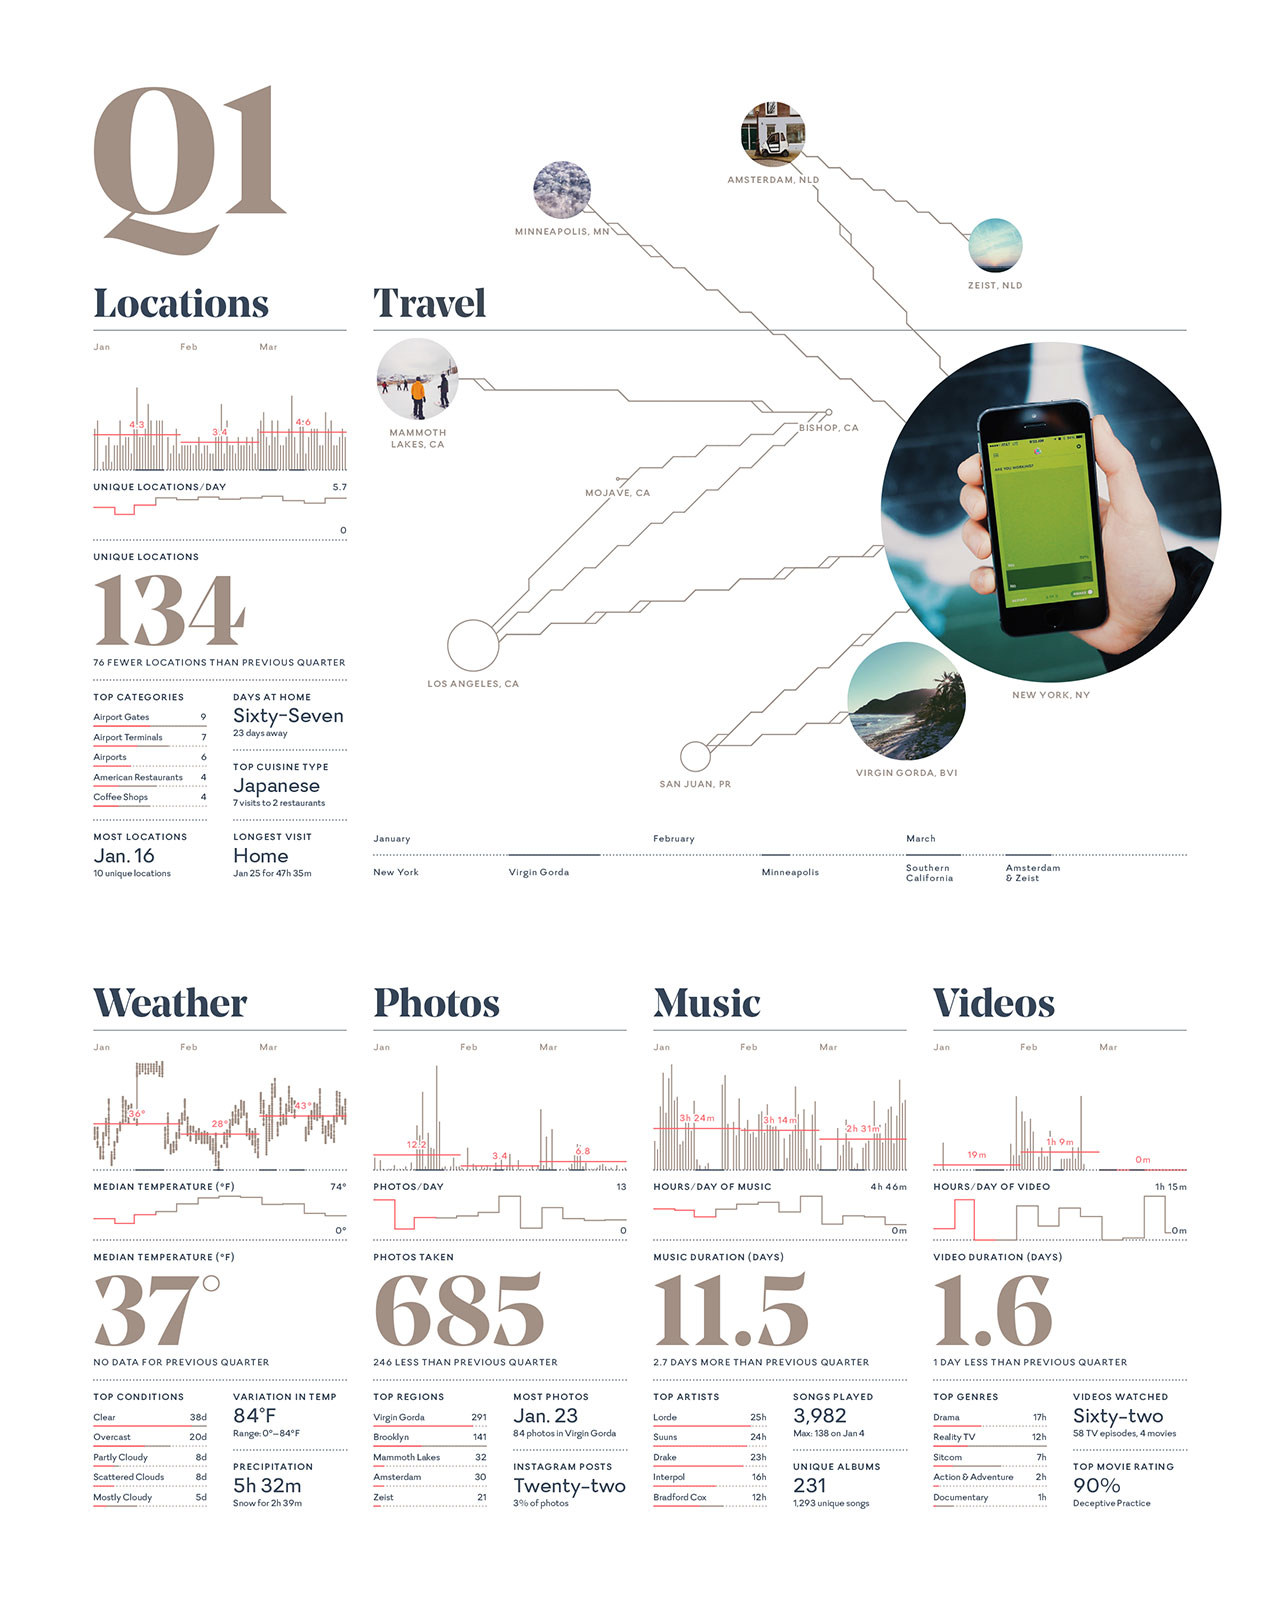 Q1
Locations
Jan Feb Mar
4.3 3.4 4.6
UNIQUE LOCATIONS/DAY 5.7
0
UNIQUE LOCATIONS
134
76 FEWER LOCATIONS THAN PREVIOUS QUARTER
TOP CATEGORIES
Airport Gates 9
Airport Terminals 7
Airports 6
American Restaurants 4
Coffee Shops 4
DAYS AT HOME
Sixty-Seven
23 days away
TOP CUISINE TYPE
Japanese
7 visits to 2 restaurants
MOST LOCATIONS
Jan. 16
10 unique locations
LONGEST VISIT
Home
Jan 25 for 47h 35m
Travel
AMSTERDAM, NLD
MINNEAPOLIS, MN
ZEIST, NLD
MAMMOTH
LAKES, CA
BISHOP, CA
MOJAVE, CA
ARE YOU WORKING?
LOS ANGELES, CA
NEW YORK, NY
VIRGIN GORDA, BVI
SAN JUAN, PR
January February March
New York Virgin Gorda Minneapolis
Southern
California
Amsterdam
& Zeist
Weather
Jan Feb Mar
36° 28° 43°
MEDIAN TEMPERATURE (°F) 74°
0°
MEDIAN TEMPERATURE (°F)
37°
NO DATA FOR PREVIOUS QUARTER
TOP CONDITIONS
Clear 38d
Overcast 20d
Partly Cloudy 8d
Scattered Clouds 8d
Mostly Cloudy 5d
VARIATION IN TEMP
84°F
Range: 0°–84°F
PRECIPITATION
5h 32m
Snow for 2h 39m
Photos
Jan Feb Mar
12.2 3.4 6.8
PHOTOS/DAY 13
0
PHOTOS TAKEN
685
246 LESS THAN PREVIOUS QUARTER
TOP REGIONS
Virgin Gorda 291
Brooklyn 141
Mammoth Lakes 32
Amsterdam 30
Zeist 21
MOST PHOTOS
Jan. 23
84 photos in Virgin Gorda
INSTAGRAM POSTS
Twenty-two
3% of photos
Music
Jan Feb Mar
3h 24m 3h 14m 2h 31m
HOURS/DAY OF MUSIC 4h 46m
0m
MUSIC DURATION (DAYS)
11.5
2.7 DAYS MORE THAN PREVIOUS QUARTER
TOP ARTISTS
Lorde 25h
Suuns 24h
Drake 23h
Interpol 16h
Bradford Cox 12h
SONGS PLAYED
3,982
Max: 138 on Jan 4
UNIQUE ALBUMS
231
1,293 unique songs
Videos
Jan Feb Mar
19m 1h 9m 0m
HOURS/DAY OF VIDEO 1h 15m
0m
VIDEO DURATION (DAYS)
1.6
1 DAY LESS THAN PREVIOUS QUARTER
TOP GENRES
Drama 17h
Reality TV 12h
Sitcom 7h
Action & Adventure 2h
Documentary 1h
VIDEOS WATCHED
Sixty-two
58 TV episodes, 4 movies
TOP MOVIE RATING
90%
Deceptive Practice